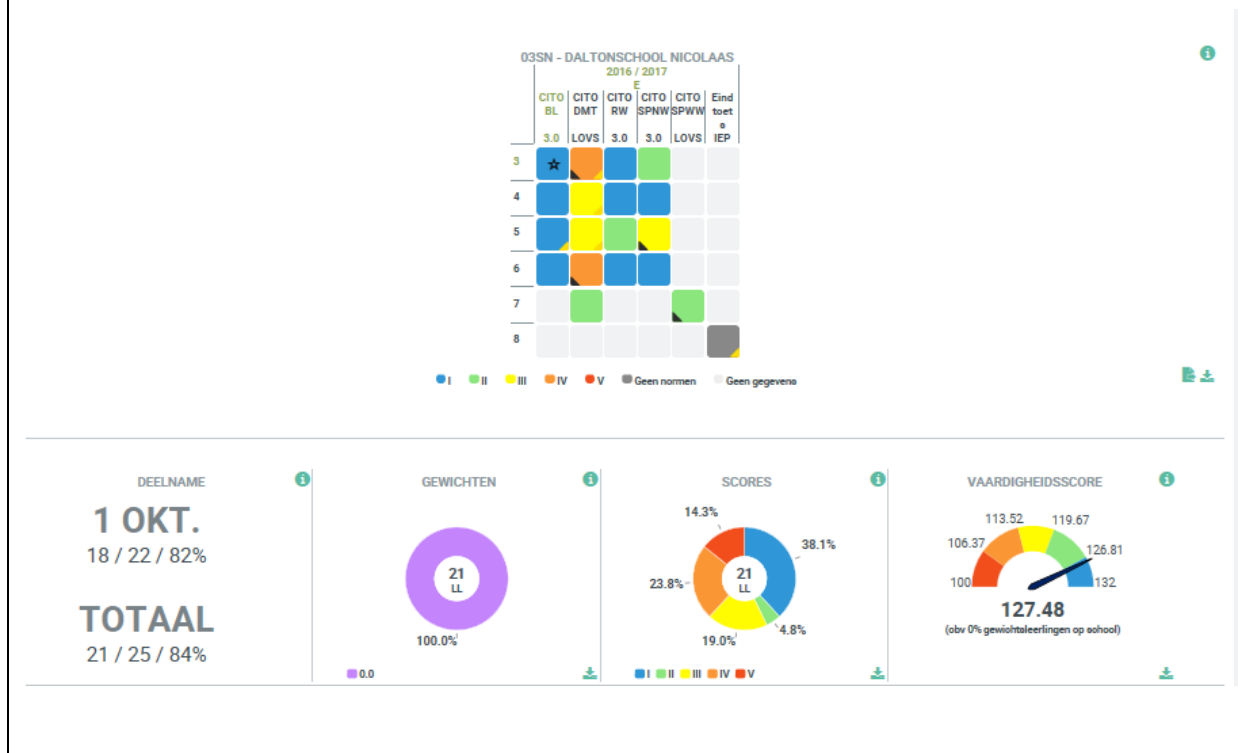 03SN - DALTONSCHOOL NICOLAAS
2016 / 2017
E
CITO BL 3.0
CITO DMT LOVS
CITO RW 3.0
CITO SPNW 3.0
CITO SPWW LOVS
Eind toet s IEP
3
4
5
6
7
8
I II III IV V Geen normen Geen gegevens
DEELNAME
1 OKT.
18 / 22 / 82%
TOTAAL
21 / 25 / 84%
GEWICHTEN
21
LL
100.0%
0.0
SCORES
14.3%
38.1%
21
LL
23.8%
19.0%
4.8%
I II III IV V
VAARDIGHEIDSSCORE
113.52 119.67
106.37 126.81
100 132
127.48
(obv 0% gewichtsleerlingen op school)